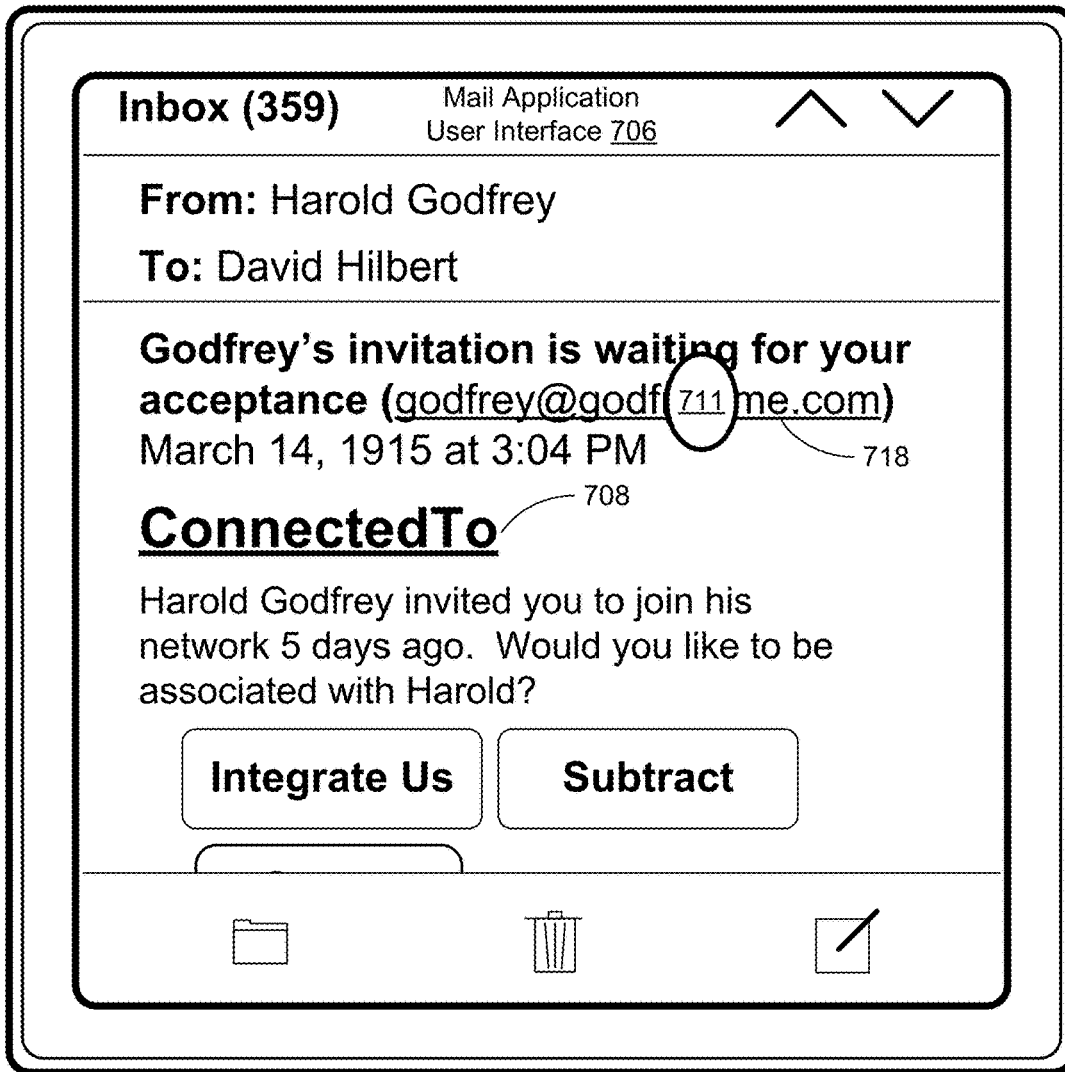 Inbox (359)
Mail Application
User Interface 706
From: Harold Godfrey
To: David Hilbert
Godfrey's invitation is waiting for your
acceptance (godfrey@godf 711 me.com)
March 14, 1915 at 3:04 PM
718
708
ConnectedTo
Harold Godfrey invited you to join his
network 5 days ago.  Would you like to be
associated with Harold?
Integrate Us
Subtract